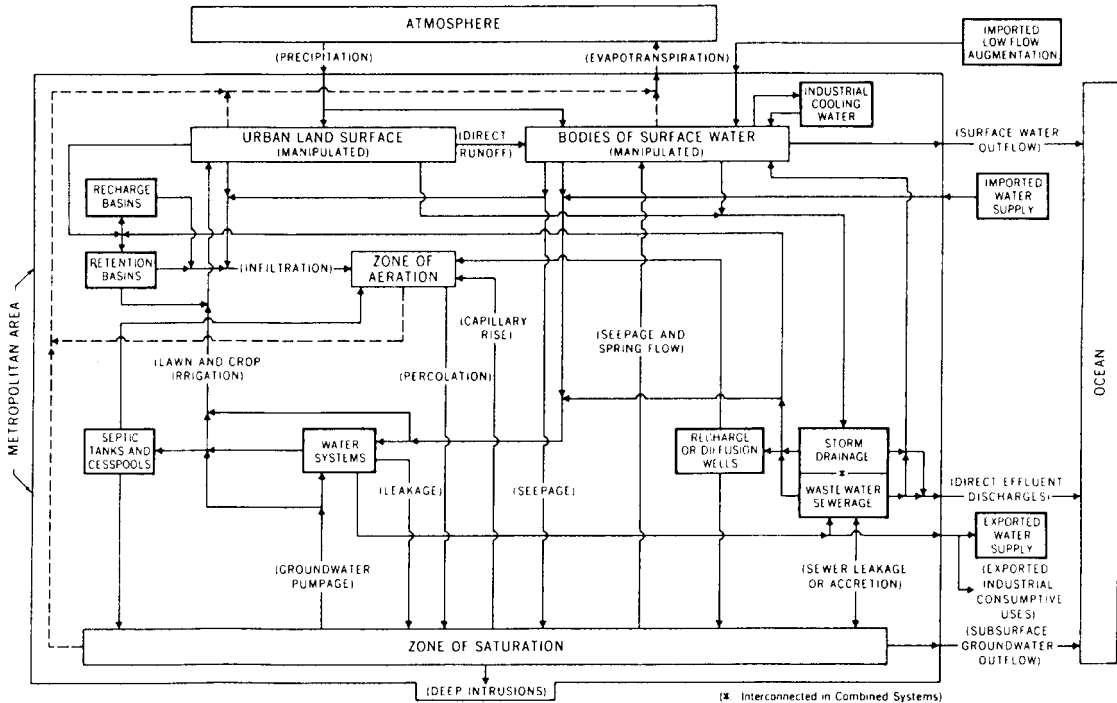 ATMOSPHERE
(PRECIPITATION)
(EVAPOTRANSPIRATION)
IMPORTED
LOW FLOW
AUGMENTATION
INDUSTRIAL
COOLING
WATER
URBAN LAND SURFACE
(MANIPULATED)
(DIRECT
RUNOFF)
BODIES OF SURFACE WATER
(MANIPULATED)
(SURFACE WATER
OUTFLOW)
RECHARGE
BASINS
IMPORTED
WATER
SUPPLY
RETENTION
BASINS
(INFILTRATION)
ZONE OF
AERATION
METROPOLITAN AREA
OCEAN
(CAPILLARY
RISE)
(SEEPAGE AND
SPRING FLOW)
(LAWN AND CROP
IRRIGATION)
(PERCOLATION)
SEPTIC
TANKS AND
CESSPOOLS
WATER
SYSTEMS
RECHARGE
OR DIFFUSION
WELLS
STORM
DRAINAGE
*
WASTE WATER
SEWERAGE
(LEAKAGE)
(SEEPAGE)
(DIRECT EFFLUENT
DISCHARGES)
EXPORTED
WATER
SUPPLY
(GROUNDWATER
PUMPAGE)
(SEWER LEAKAGE
OR ACCRETION)
(EXPORTED
INDUSTRIAL
CONSUMPTIVE
USES)
ZONE OF SATURATION
(SUBSURFACE
GROUNDWATER
OUTFLOW)
(DEEP INTRUSIONS)
(* Interconnected in Combined Systems)